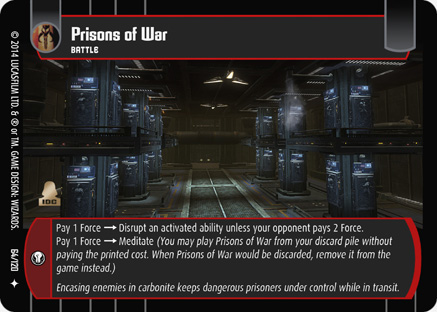 Prisons of War
BATTLE
© 2014 LUCASFILM LTD. & ® or TM. GAME DESIGN: WIZARDS.
64/120
IDC
Pay 1 Force → Disrupt an activated ability unless your opponent pays 2 Force.
Pay 1 Force → Meditate (You may play Prisons of War from your discard pile without
paying the printed cost. When Prisons of War would be discarded, remove it from the
game instead.)
Encasing enemies in carbonite keeps dangerous prisoners under control while in transit.